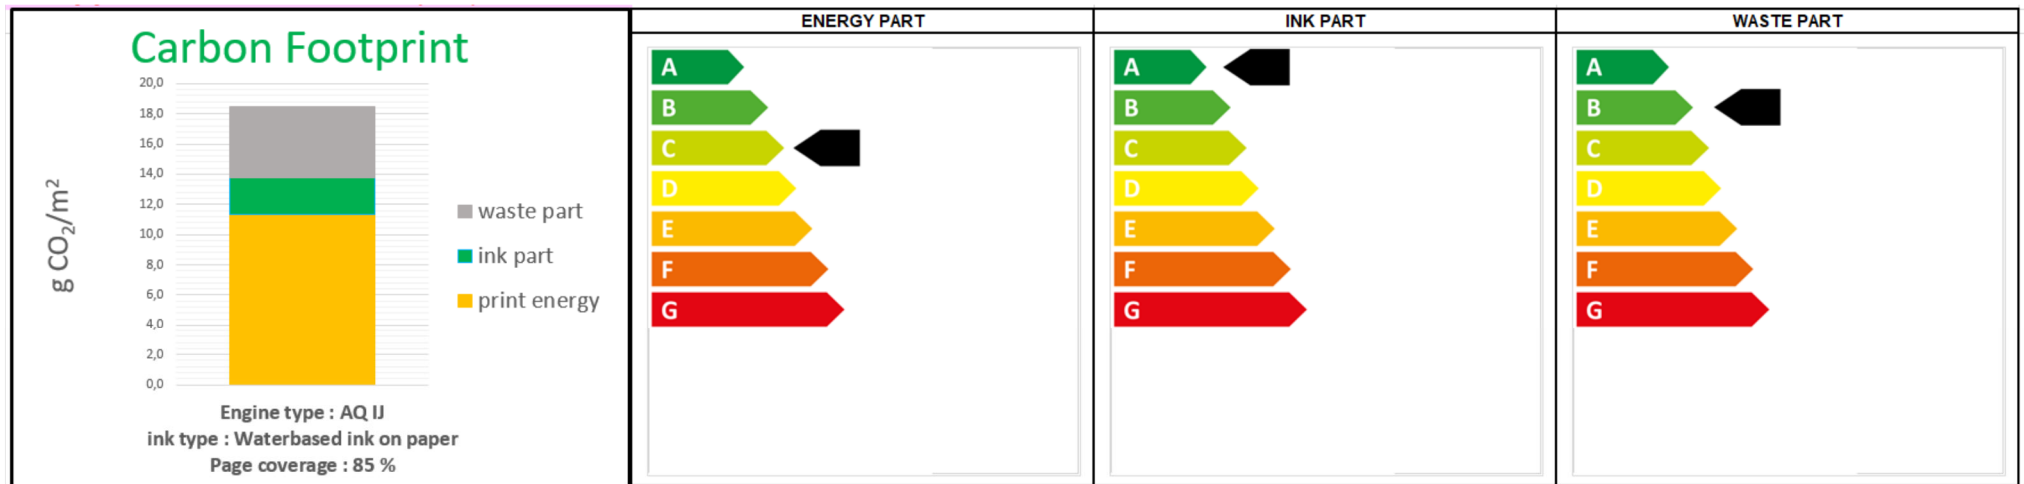 Carbon Footprint
20,0
18,0
16,0
14,0
12,0
10,0
8,0
6,0
4,0
2,0
0,0
g CO2/m2
waste part
ink part
print energy
Engine type : AQ IJ
ink type : Waterbased ink on paper
Page coverage : 85 %
ENERGY PART
A
B
C
D
E
F
G
INK PART
A
B
C
D
E
F
G
WASTE PART
A
B
C
D
E
F
G